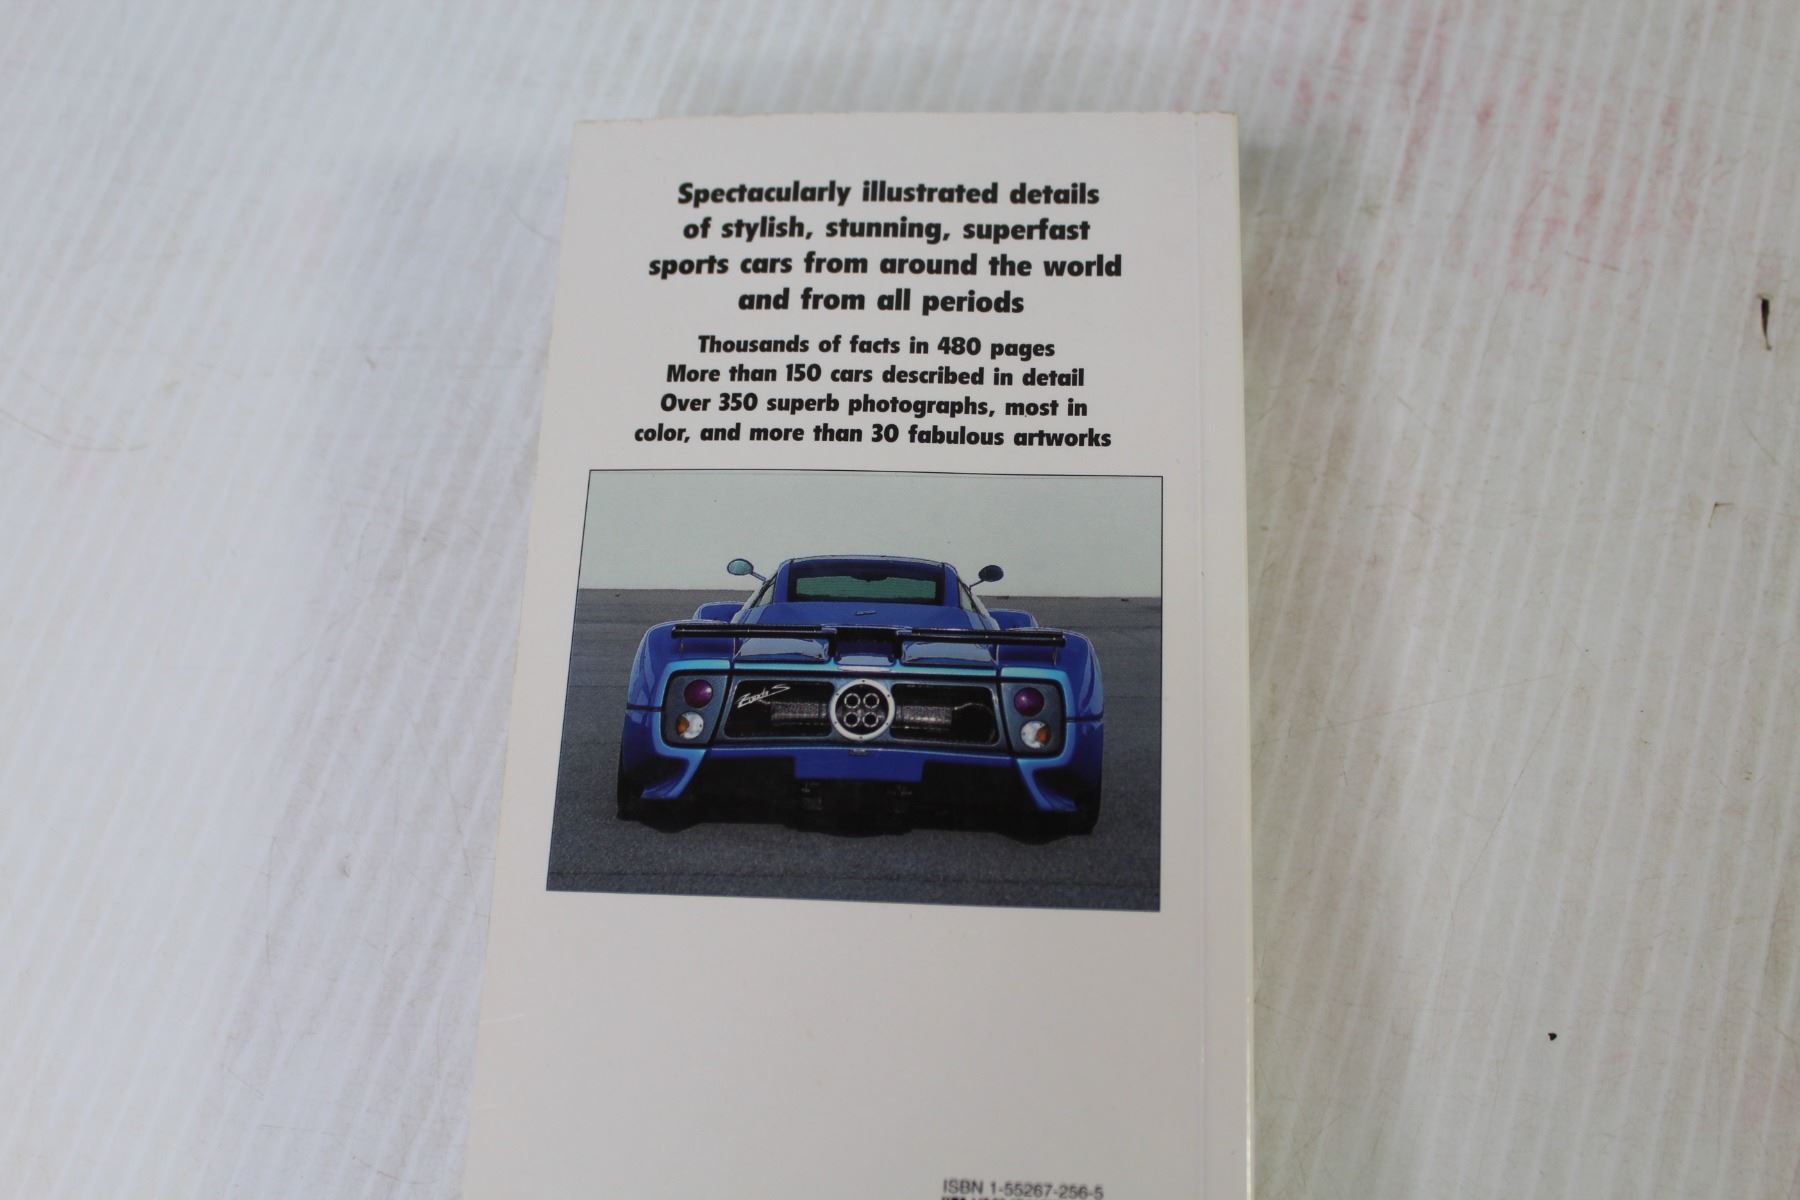 Spectacularly illustrated details
of stylish, stunning, superfast
sports cars from around the world
and from all periods
Thousands of facts in 480 pages
More than 150 cars described in detail
Over 350 superb photographs, most in
color, and more than 30 fabulous artworks
Zonda S
ISBN 1-55267-256-5